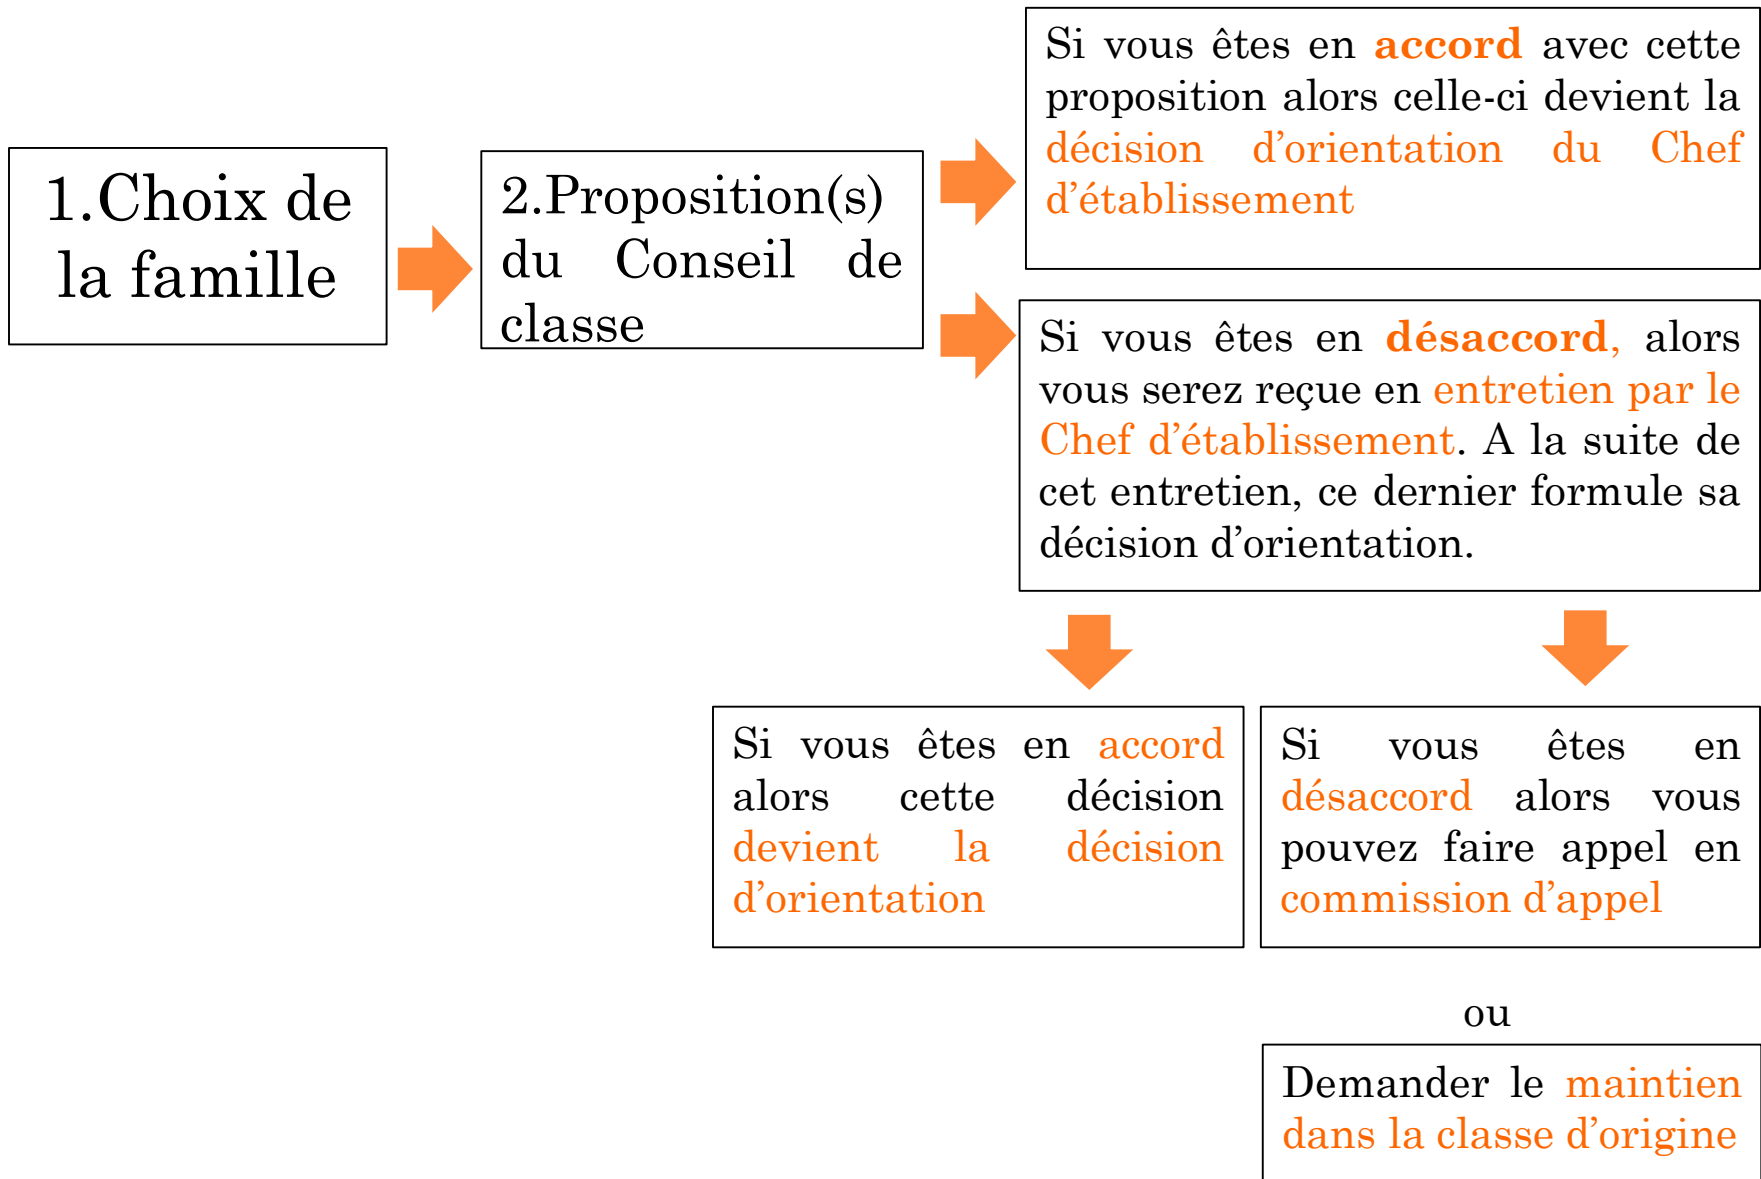 1.Choix de
la famille
2.Proposition(s)
du Conseil de
classe
Si vous êtes en accord avec cette
proposition alors celle-ci devient la
décision d’orientation du Chef
d’établissement
Si vous êtes en désaccord, alors
vous serez reçue en entretien par le
Chef d’établissement. A la suite de
cet entretien, ce dernier formule sa
décision d’orientation.
Si vous êtes en accord
alors cette décision
devient la décision
d’orientation
Si vous êtes en
désaccord alors vous
pouvez faire appel en
commission d’appel
ou
Demander le maintien
dans la classe d’origine